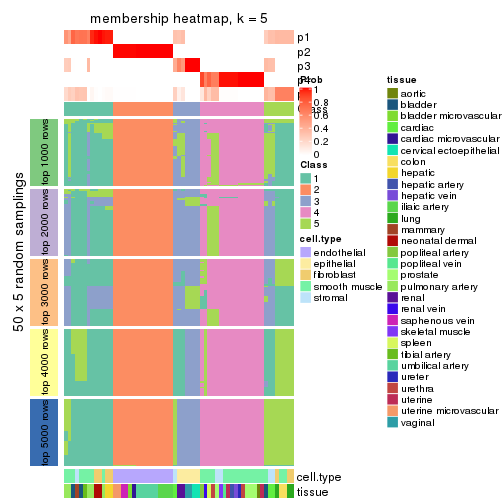 membership heatmap, k = 5
p1
p2
p3
p4
Prob
1
0.8
0.6
0.4
0.2
0
Class
Class
1
2
3
4
5
cell.type
endothelial
epithelial
fibroblast
smooth muscle
stromal
tissue
aortic
bladder
bladder microvascular
cardiac
cardiac microvascular
cervical ectoepithelial
colon
hepatic
hepatic artery
hepatic vein
iliaic artery
lung
mammary
neonatal dermal
popliteal artery
popliteal vein
prostate
pulmonary artery
renal
renal vein
saphenous vein
skeletal muscle
spleen
tibial artery
umbilical artery
ureter
urethra
uterine
uterine microvascular
vaginal
50 x 5 random samplings
top 1000 rows
top 2000 rows
top 3000 rows
top 4000 rows
top 5000 rows
cell.type
tissue